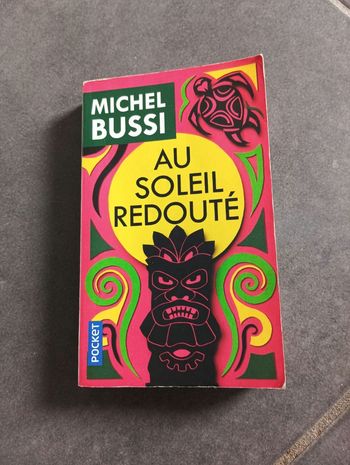 MICHEL
BUSSI
AU
SOLEIL
REDOUTÉ
POCKET